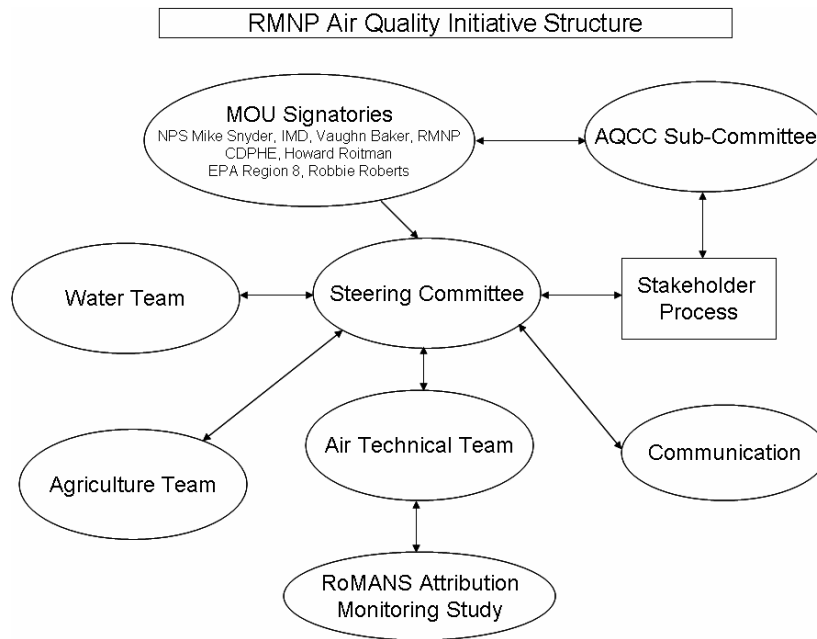 RMNP Air Quality Initiative Structure
MOU Signatories
NPS Mike Snyder, IMD, Vaughn Baker, RMNP
CDPHE, Howard Roitman
EPA Region 8, Robbie Roberts
AQCC Sub-Committee
Water Team
Steering Committee
Stakeholder
Process
Agriculture Team
Air Technical Team
Communication
RoMANS Attribution
Monitoring Study